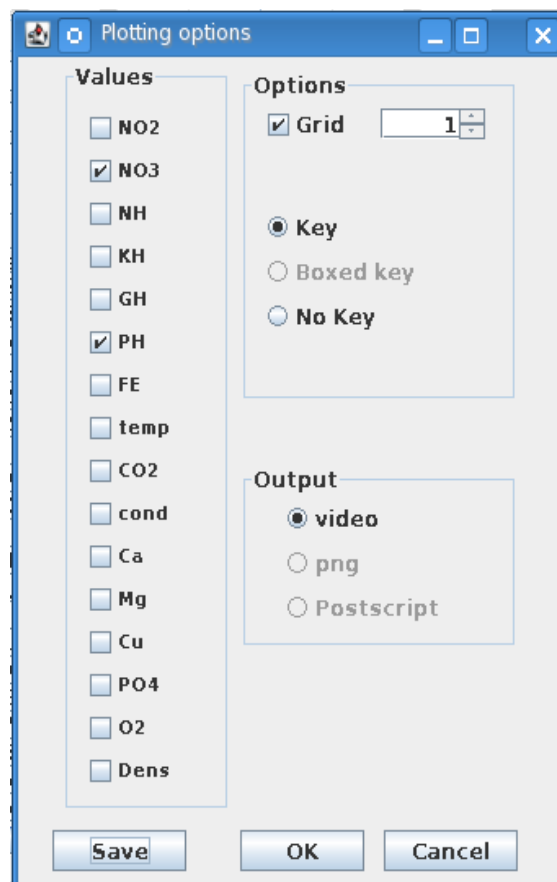 Plotting options
Values
NO2
NO3
NH
KH
GH
PH
FE
temp
CO2
cond
Ca
Mg
Cu
PO4
O2
Dens
Options
Grid 1
Key
Boxed key
No Key
Output
video
png
Postscript
Save OK Cancel